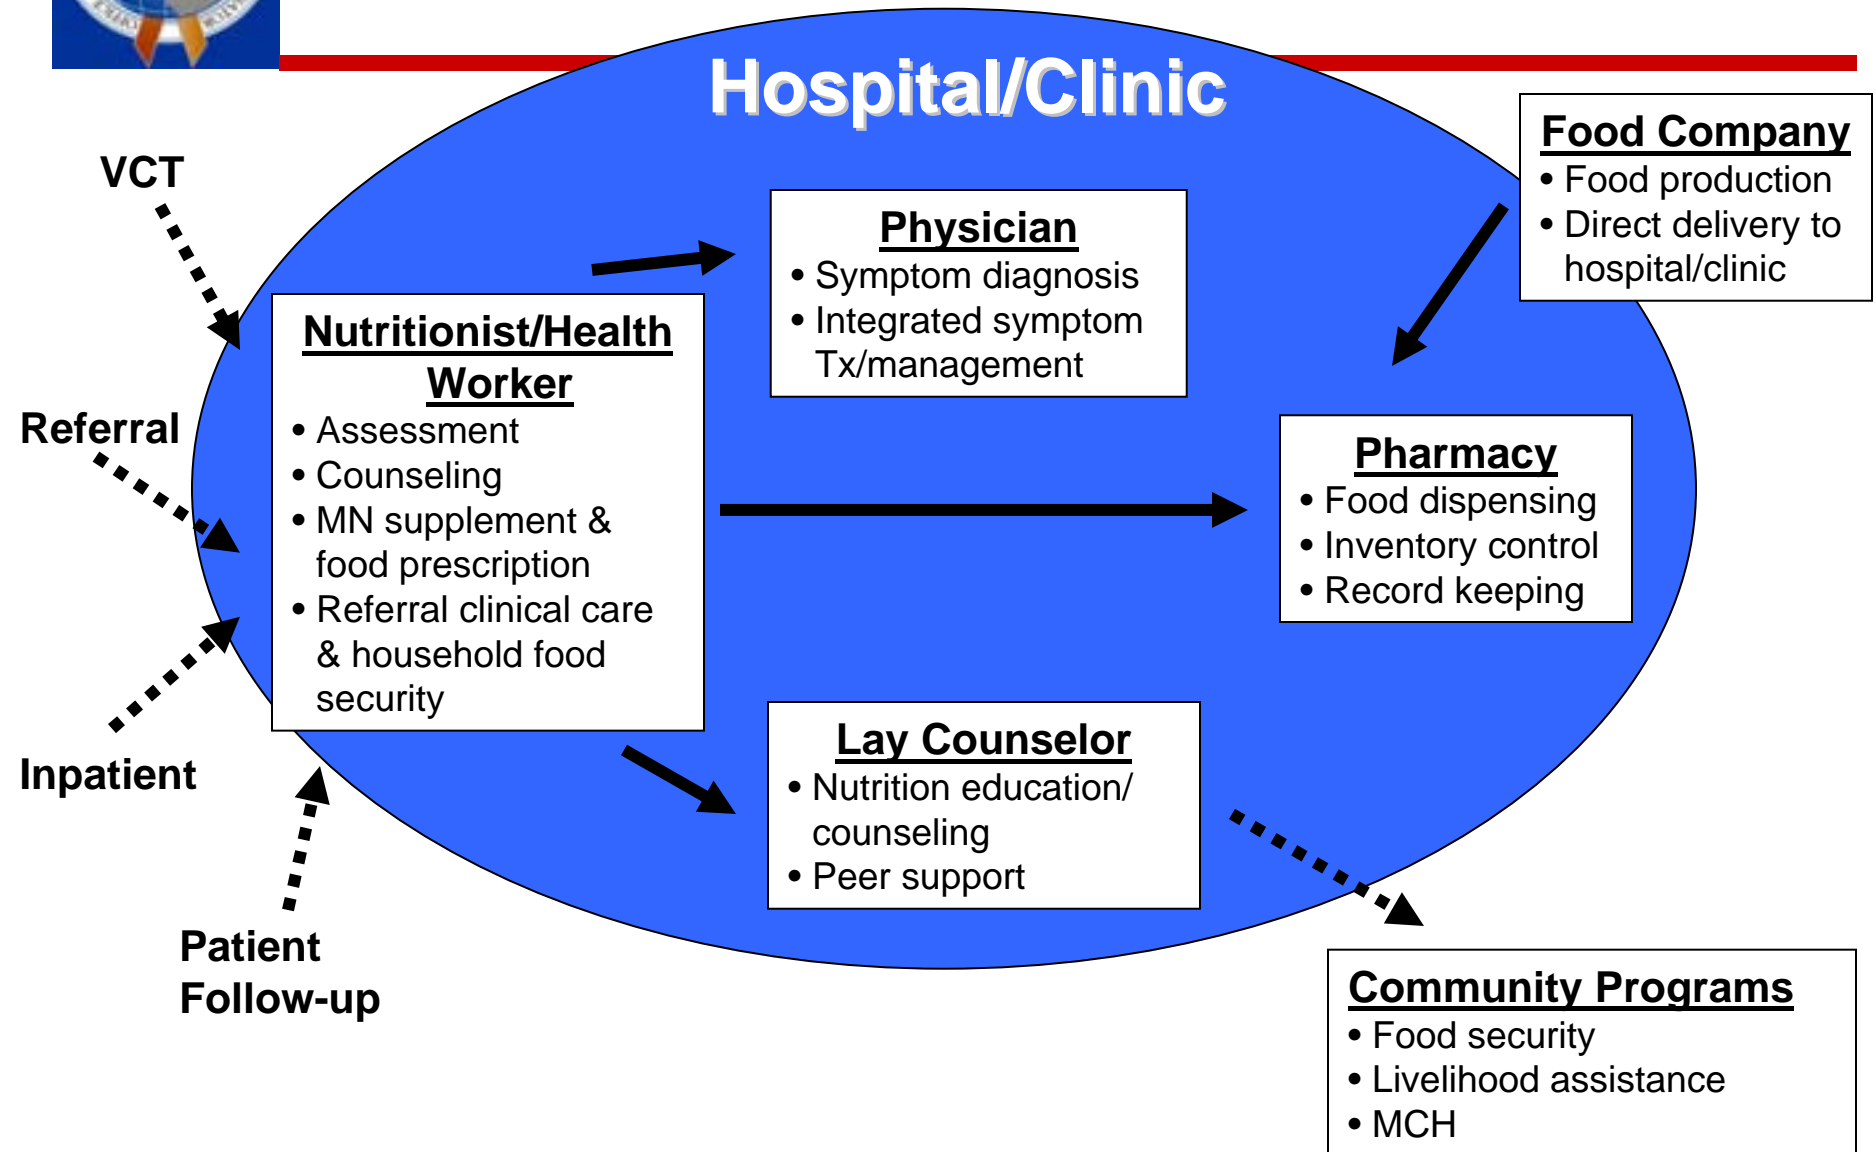 Hospital/Clinic
VCT
Referral
Inpatient
Patient
Follow-up
Nutritionist/Health
Worker
• Assessment
• Counseling
• MN supplement &
food prescription
• Referral clinical care
& household food
security
Physician
• Symptom diagnosis
• Integrated symptom
Tx/management
Lay Counselor
• Nutrition education/
counseling
• Peer support
Food Company
• Food production
• Direct delivery to
hospital/clinic
Pharmacy
• Food dispensing
• Inventory control
• Record keeping
Community Programs
• Food security
• Livelihood assistance
• MCH